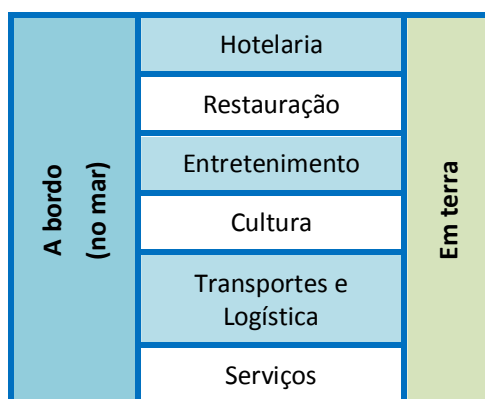 A bordo
(no mar)
Hotelaria
Restauração
Entretenimento
Cultura
Transportes e
Logística
Serviços
Em terra